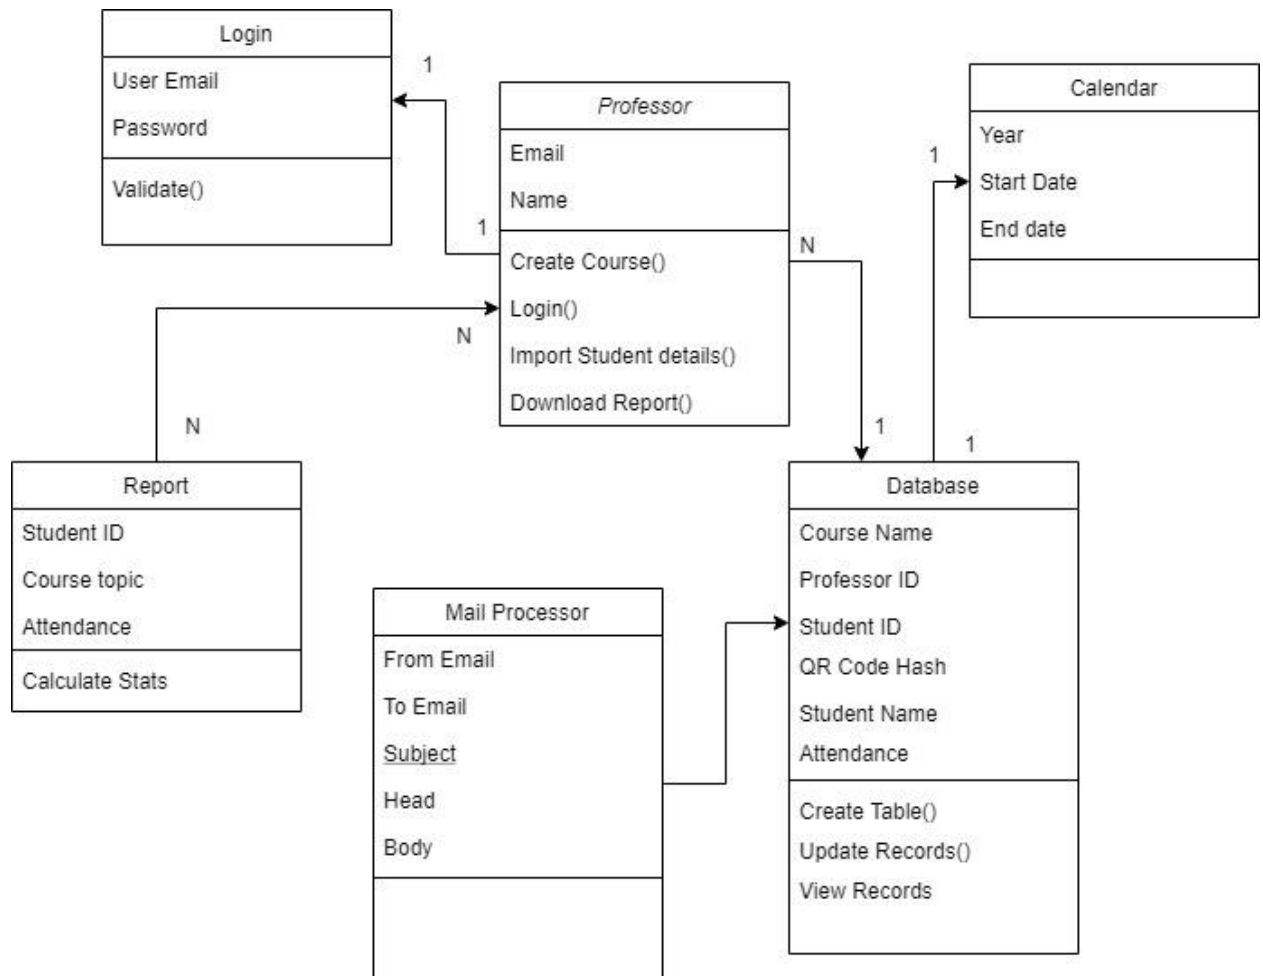 Login
User Email
Password
Validate()
1
1
Professor
Email
Name
Create Course()
Login()
Import Student details()
Download Report()
N
1
Calendar
Year
Start Date
End date
1
1
N
N
Report
Student ID
Course topic
Attendance
Calculate Stats
Mail Processor
From Email
To Email
Subject
Head
Body
Database
Course Name
Professor ID
Student ID
QR Code Hash
Student Name
Attendance
Create Table()
Update Records()
View Records